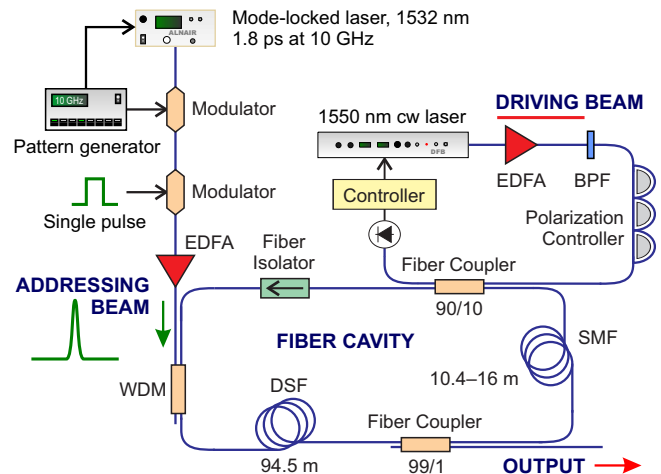 Mode-locked laser, 1532 nm
1.8 ps at 10 GHz
ALNAIR
10 GHz
Pattern generator
Modulator
Modulator
Single pulse
EDFA
ADDRESSING
BEAM
WDM
1550 nm cw laser
DFB
DRIVING BEAM
EDFA
BPF
Controller
Polarization
Controller
Fiber
Isolator
Fiber Coupler
90/10
FIBER CAVITY
SMF
10.4–16 m
DSF
94.5 m
Fiber Coupler
99/1
OUTPUT